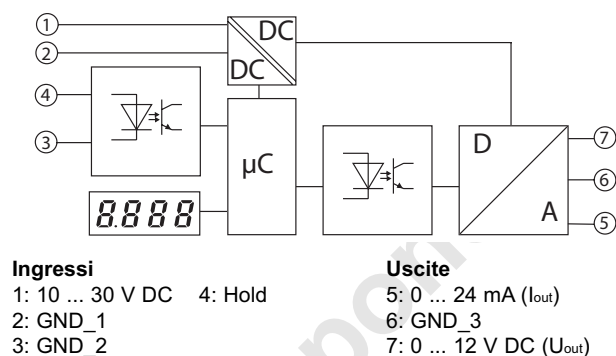 1
2
DC
DC
4
3
µC
8.888
D
A
7
6
5
Ingressi
1: 10 ... 30 V DC 4: Hold
2: GND_1
3: GND_2
Uscite
5: 0 ... 24 mA (Iout)
6: GND_3
7: 0 ... 12 V DC (Uout)